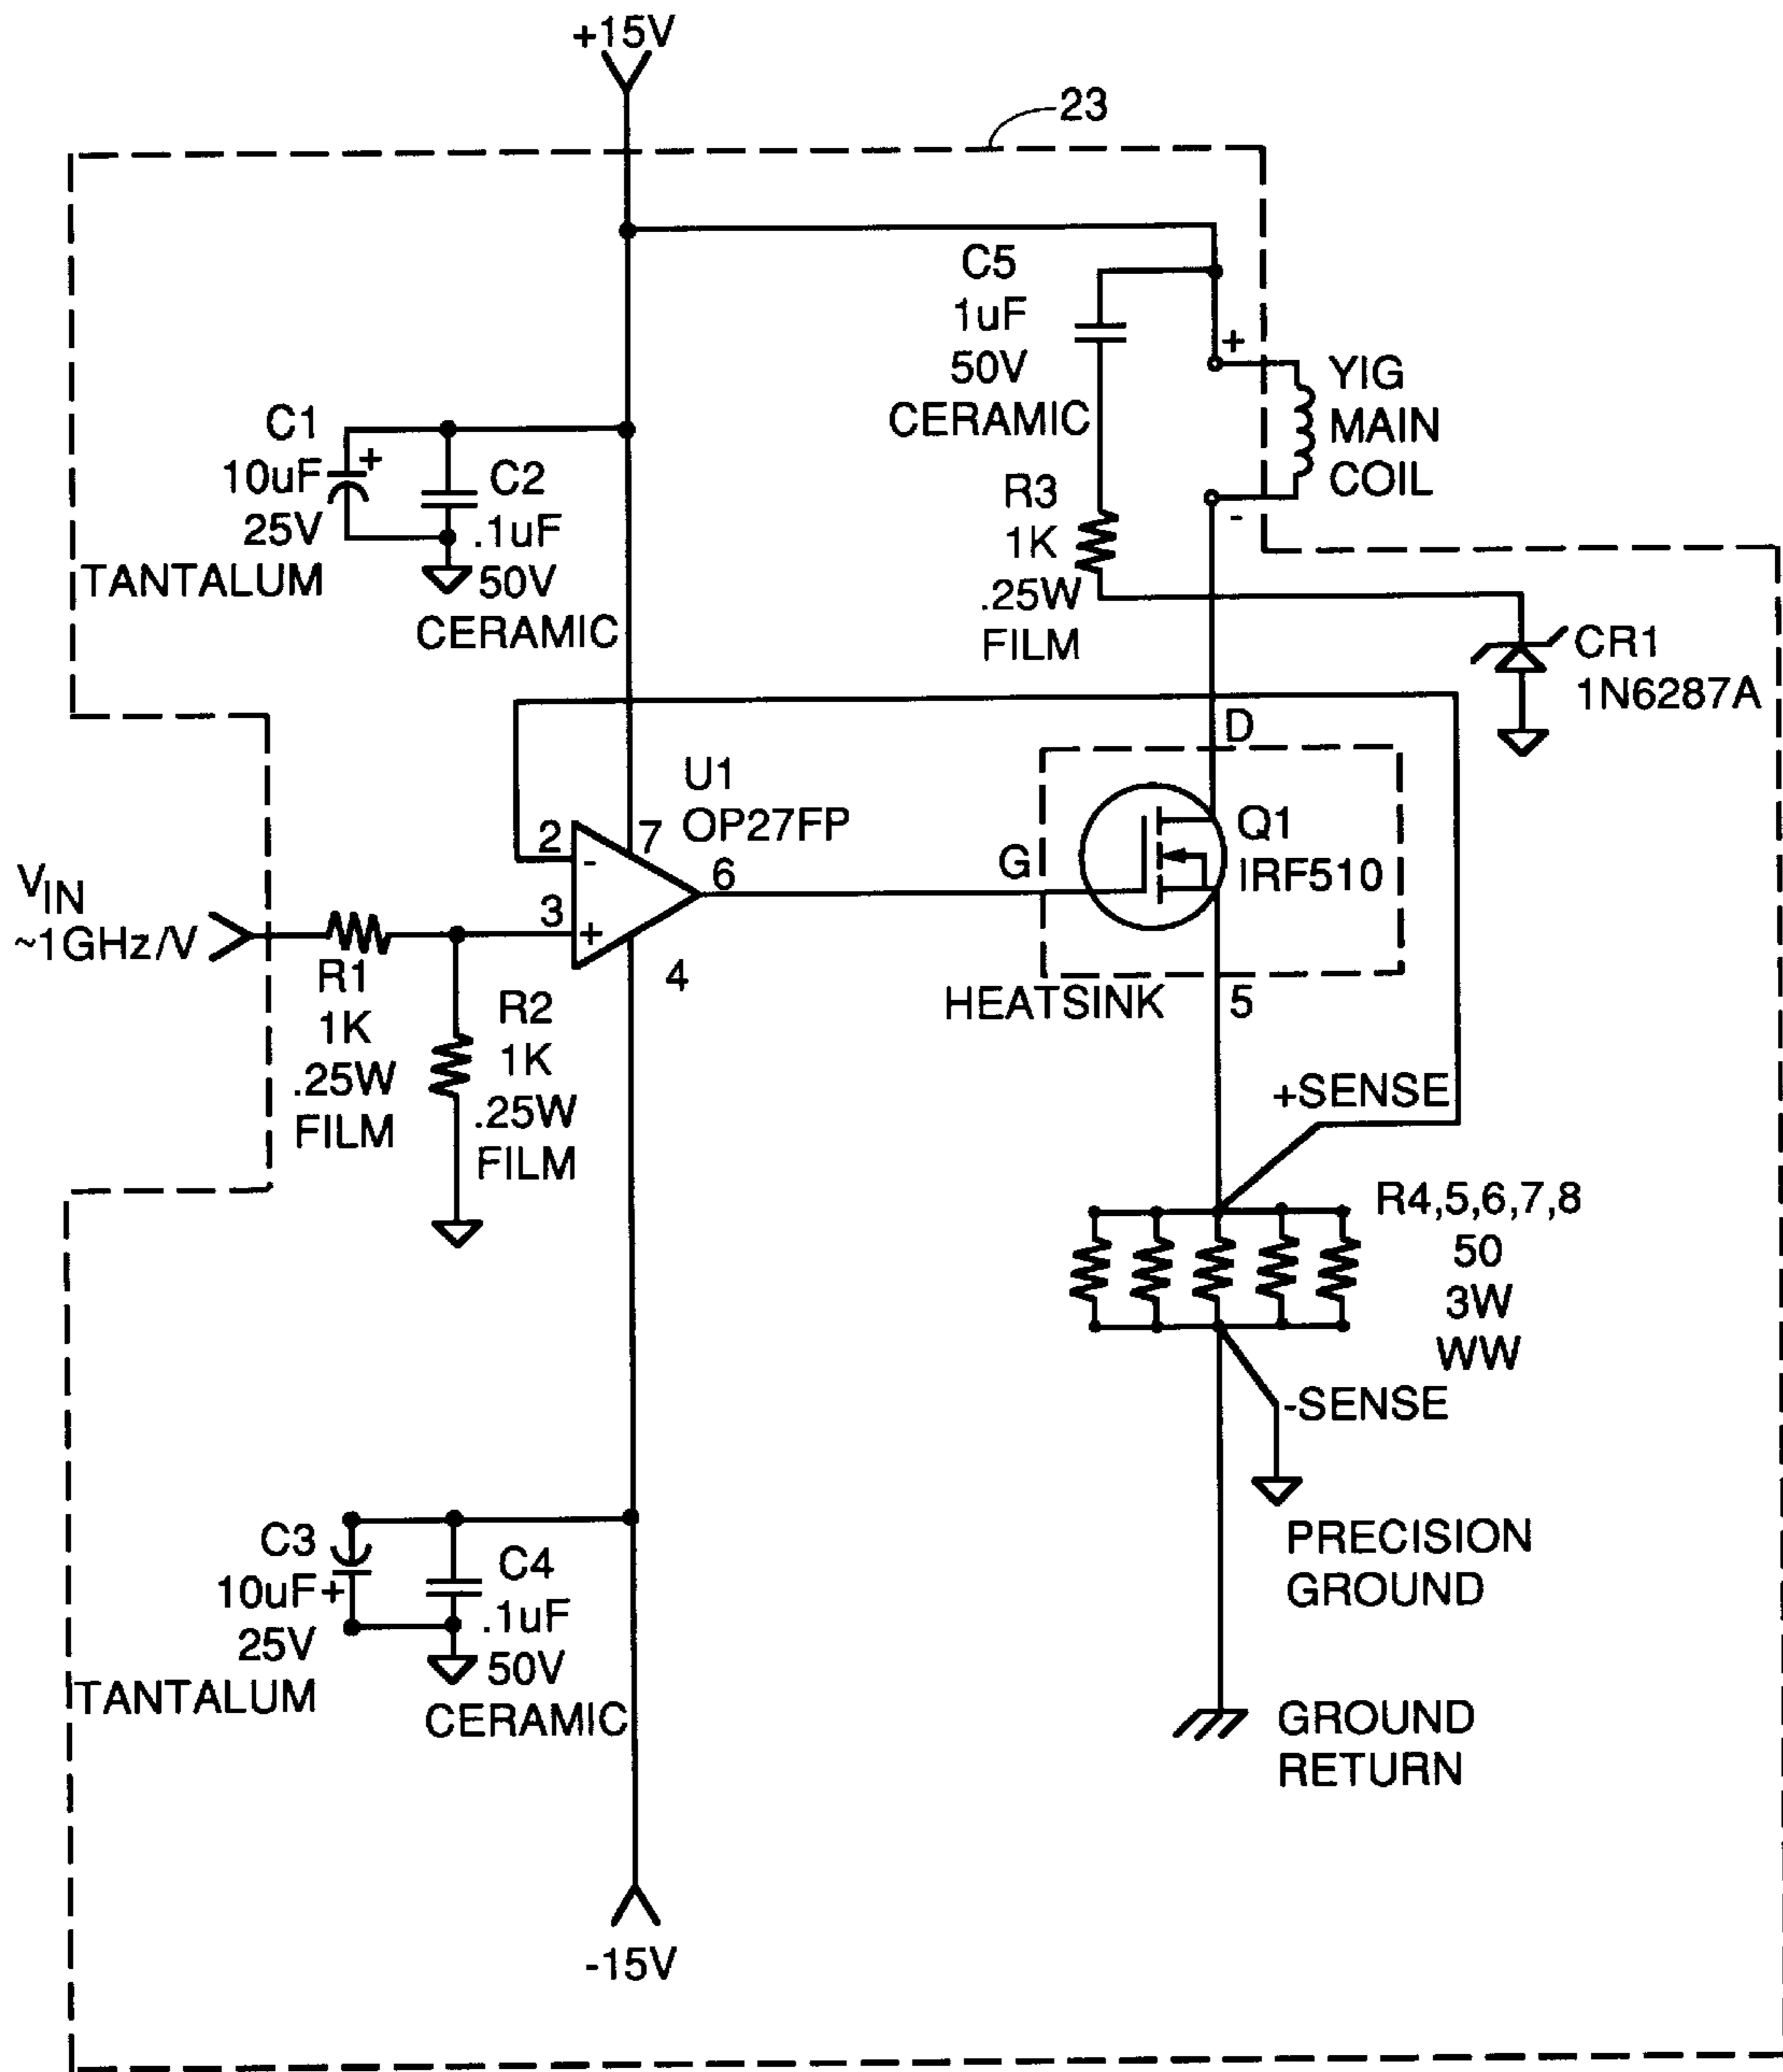 +15V
23
C5
1uF
50V
CERAMIC
+
YIG
MAIN
COIL
-
C1
10uF
+
25V
TANTALUM
C2
.1uF
50V
CERAMIC
R3
1K
.25W
FILM
CR1
1N6287A
D
U1
OP27FP
2
-
7
6
3
+
4
G
Q1
IRF510
HEATSINK
5
VIN
~1GHz/V
R1
1K
.25W
FILM
R2
1K
.25W
FILM
+SENSE
R4,5,6,7,8
50
3W
WW
-SENSE
PRECISION
GROUND
C3
10uF+
25V
TANTALUM
C4
.1uF
50V
CERAMIC
GROUND
RETURN
-15V